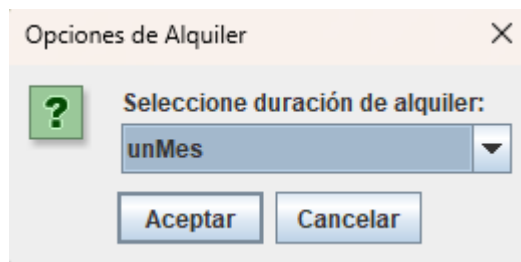 Opciones de Alquiler
Seleccione duración de alquiler:
unMes
Aceptar Cancelar